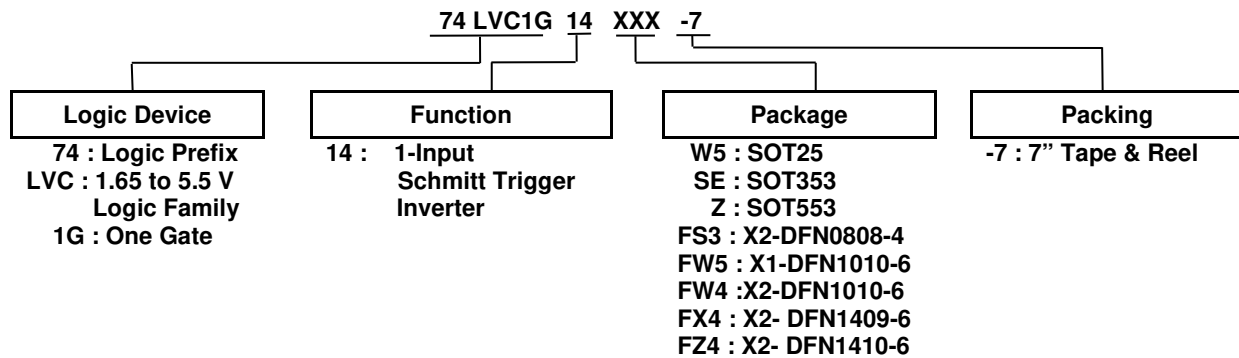 74 LVC1G 14 XXX -7
Logic Device
74 : Logic Prefix
LVC : 1.65 to 5.5 V
Logic Family
1G : One Gate
Function
14 : 1-Input
Schmitt Trigger
Inverter
Package
W5 : SOT25
SE : SOT353
Z : SOT553
FS3 : X2-DFN0808-4
FW5 : X1-DFN1010-6
FW4 :X2-DFN1010-6
FX4 : X2- DFN1409-6
FZ4 : X2- DFN1410-6
Packing
-7 : 7” Tape & Reel